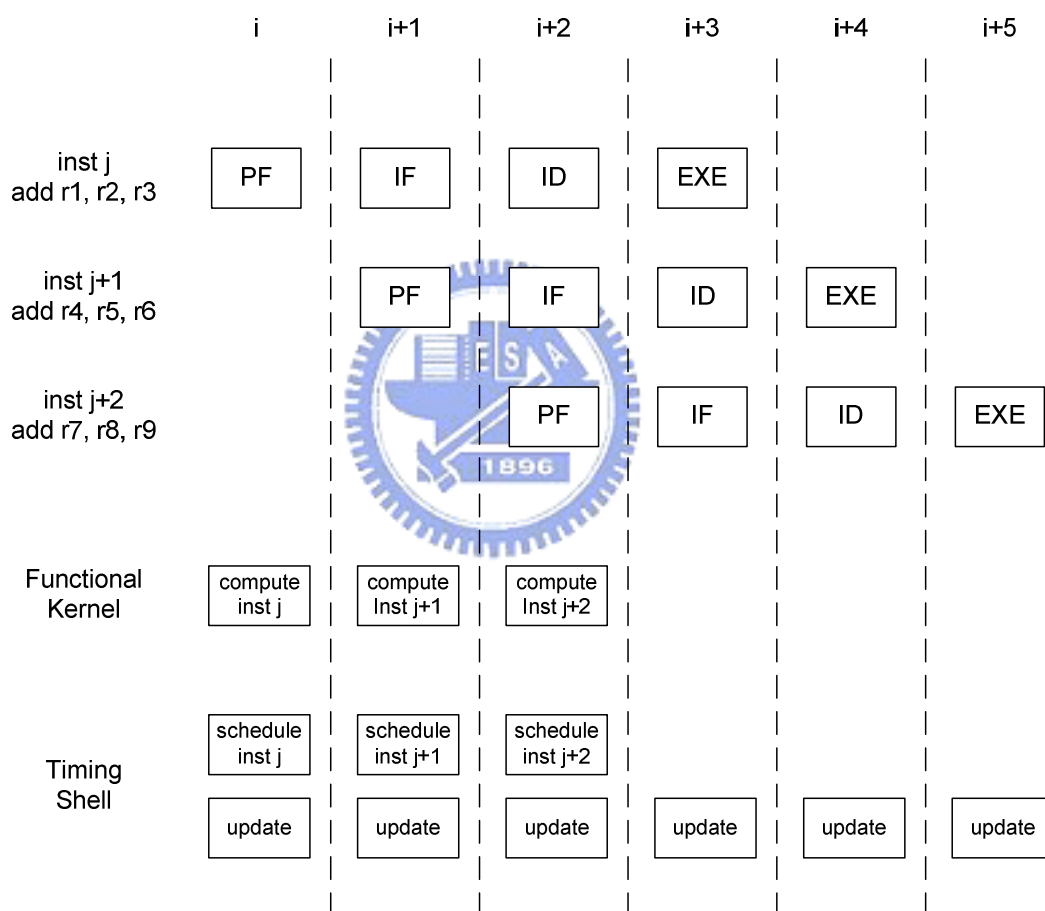 i i+1 i+2 i+3 i+4 i+5
inst j
add r1, r2, r3
PF IF ID EXE
inst j+1
add r4, r5, r6
PF IF ID EXE
E S A
inst j+2
add r7, r8, r9
PF IF ID EXE
1896
Functional
Kernel
compute
inst j
compute
Inst j+1
compute
Inst j+2
Timing
Shell
schedule
inst j
schedule
inst j+1
schedule
inst j+2
update update update update update update